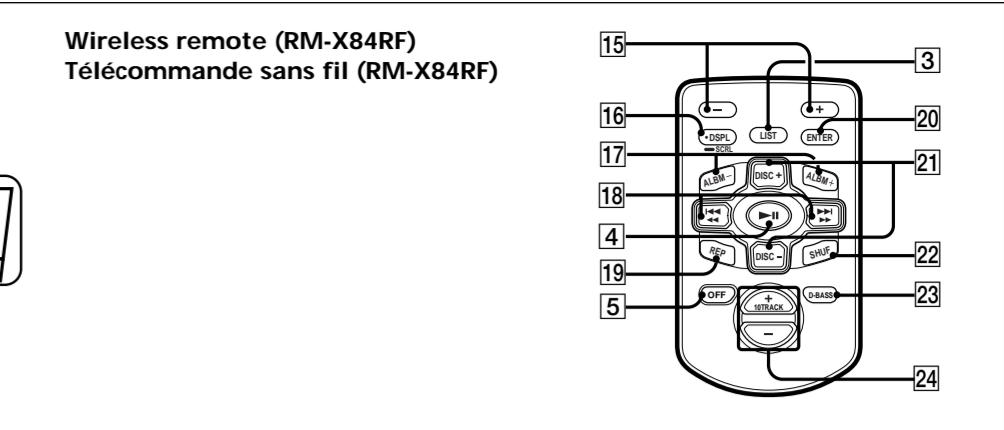 Wireless remote (RM-X84RF)
Télécommande sans fil (RM-X84RF)
15
3
– +
16
•DSPL LIST ENTER
20
SCRL
17
ALBM– DISC + ALBM+
21
18
4
REP DISC – SHUF
22
19
OFF D-BASS
23
5
+
10TRACK
–
24